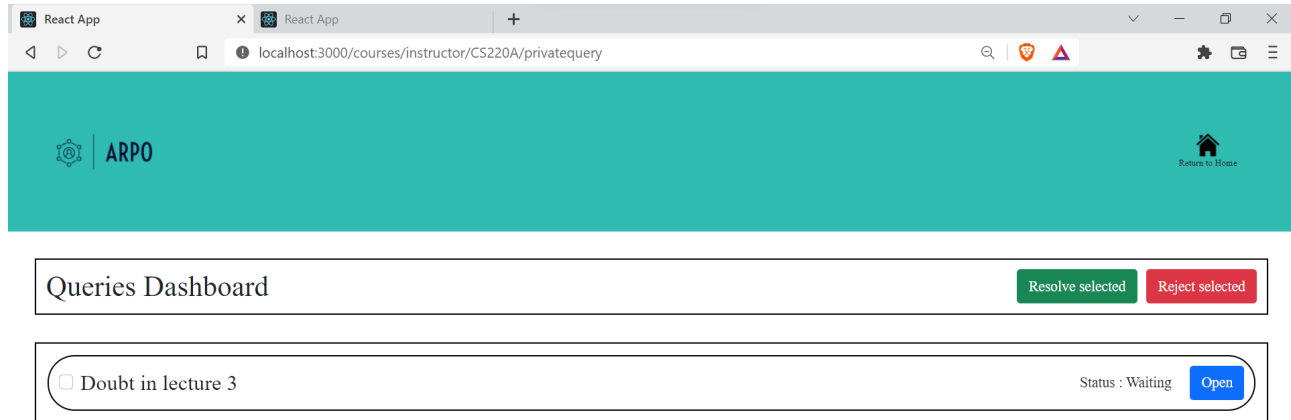 React App
React App
localhost:3000/courses/instructor/CS220A/privatequery
ARPO
Return to Home
Queries Dashboard
Resolve selected
Reject selected
Doubt in lecture 3
Status : Waiting
Open